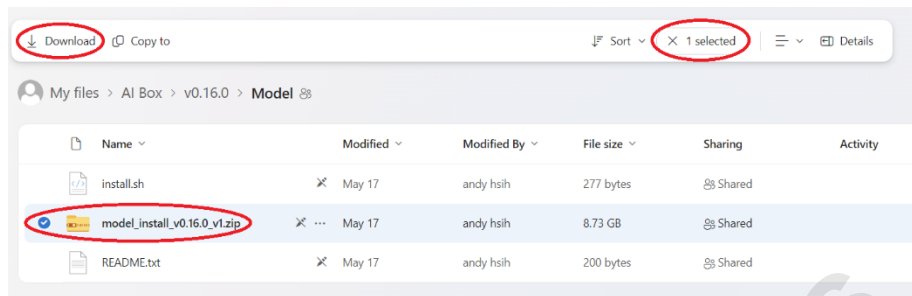 Download Copy to Sort 1 selected Details
My files > AI Box > v0.16.0 > Model
Name Modified Modified By File size Sharing Activity
install.sh May 17 andy hsih 277 bytes Shared
model_install_v0.16.0_v1.zip ... May 17 andy hsih 8.73 GB Shared
README.txt May 17 andy hsih 200 bytes Shared